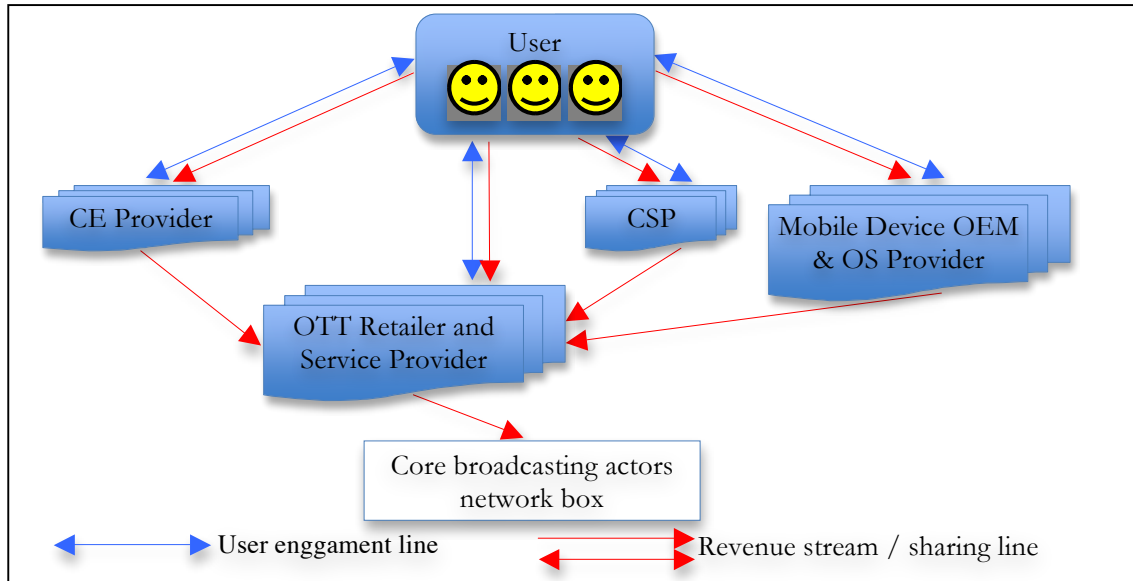 User
CE Provider
CSP
Mobile Device OEM
& OS Provider
OTT Retailer and
Service Provider
Core broadcasting actors
network box
User enggament line
Revenue stream / sharing line